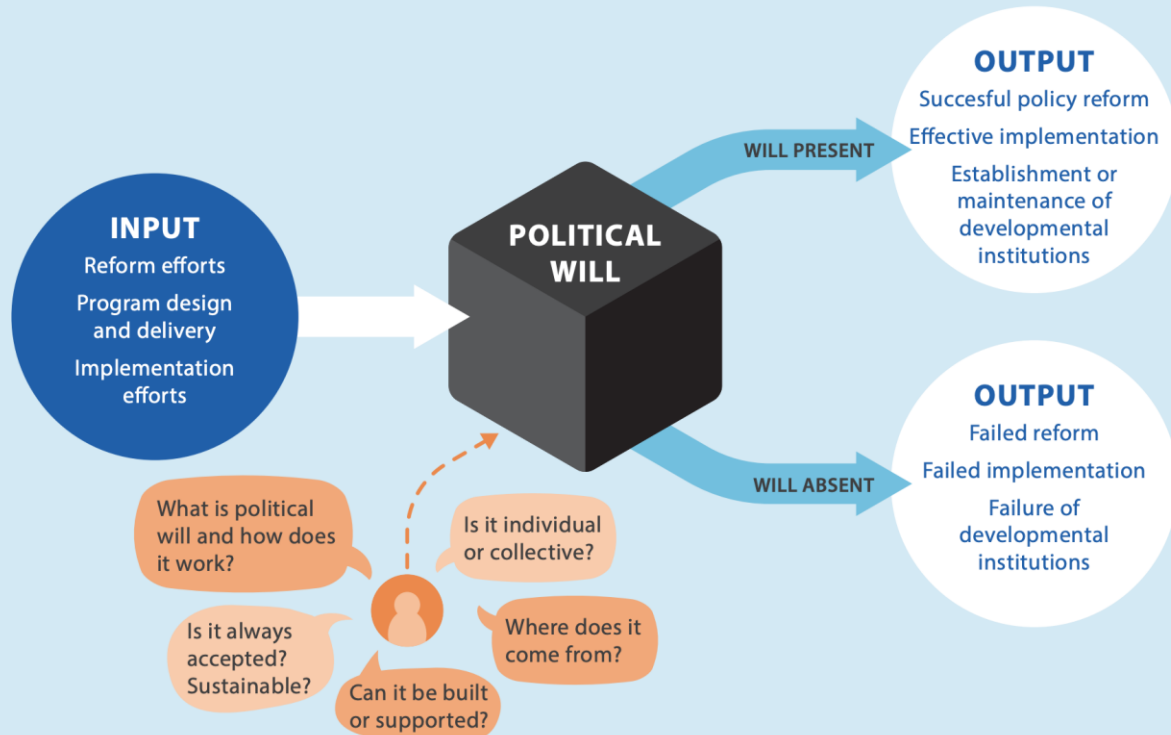 INPUT
Reform efforts
Program design
and delivery
Implementation
efforts
POLITICAL
WILL
WILL PRESENT
OUTPUT
Succesful policy reform
Effective implementation
Establishment or
maintenance of
developmental
institutions
WILL ABSENT
OUTPUT
Failed reform
Failed implementation
Failure of
developmental
institutions
What is political
will and how does
it work?
Is it individual
or collective?
Is it always
accepted?
Sustainable?
Where does it
come from?
Can it be built
or supported?